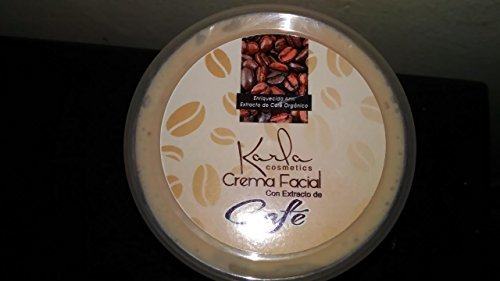 Enriquecida con
Extracto de Café Orgánico
Karla
cosmetics
Crema Facial
Con Extracto de
Café